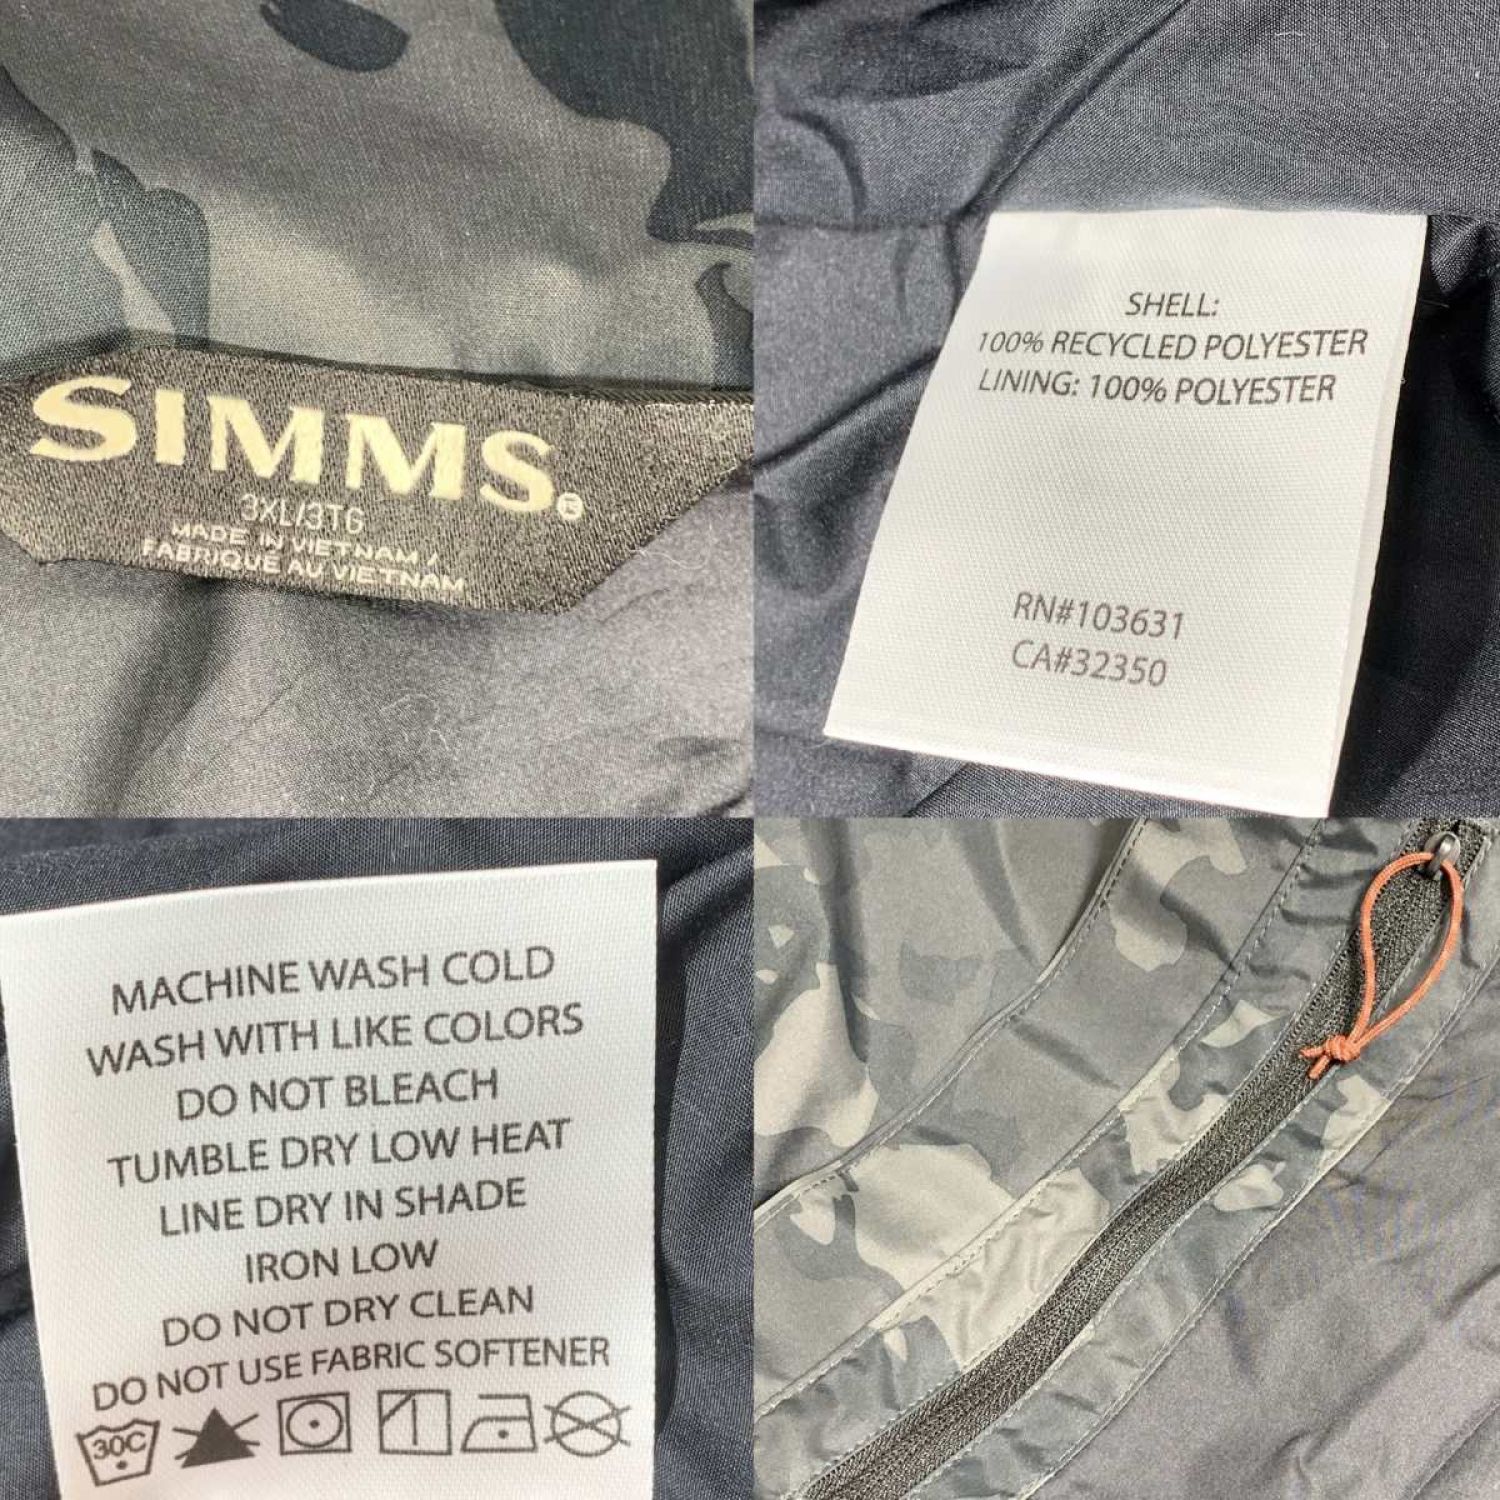 SIMMS®
3XL/3TG
MADE IN VIETNAM /
FABRIQUÉ AU VIETNAM
SHELL:
100% RECYCLED POLYESTER
LINING: 100% POLYESTER
RN#103631
CA#32350
MACHINE WASH COLD
WASH WITH LIKE COLORS
DO NOT BLEACH
TUMBLE DRY LOW HEAT
LINE DRY IN SHADE
IRON LOW
DO NOT DRY CLEAN
DO NOT USE FABRIC SOFTENER
30C